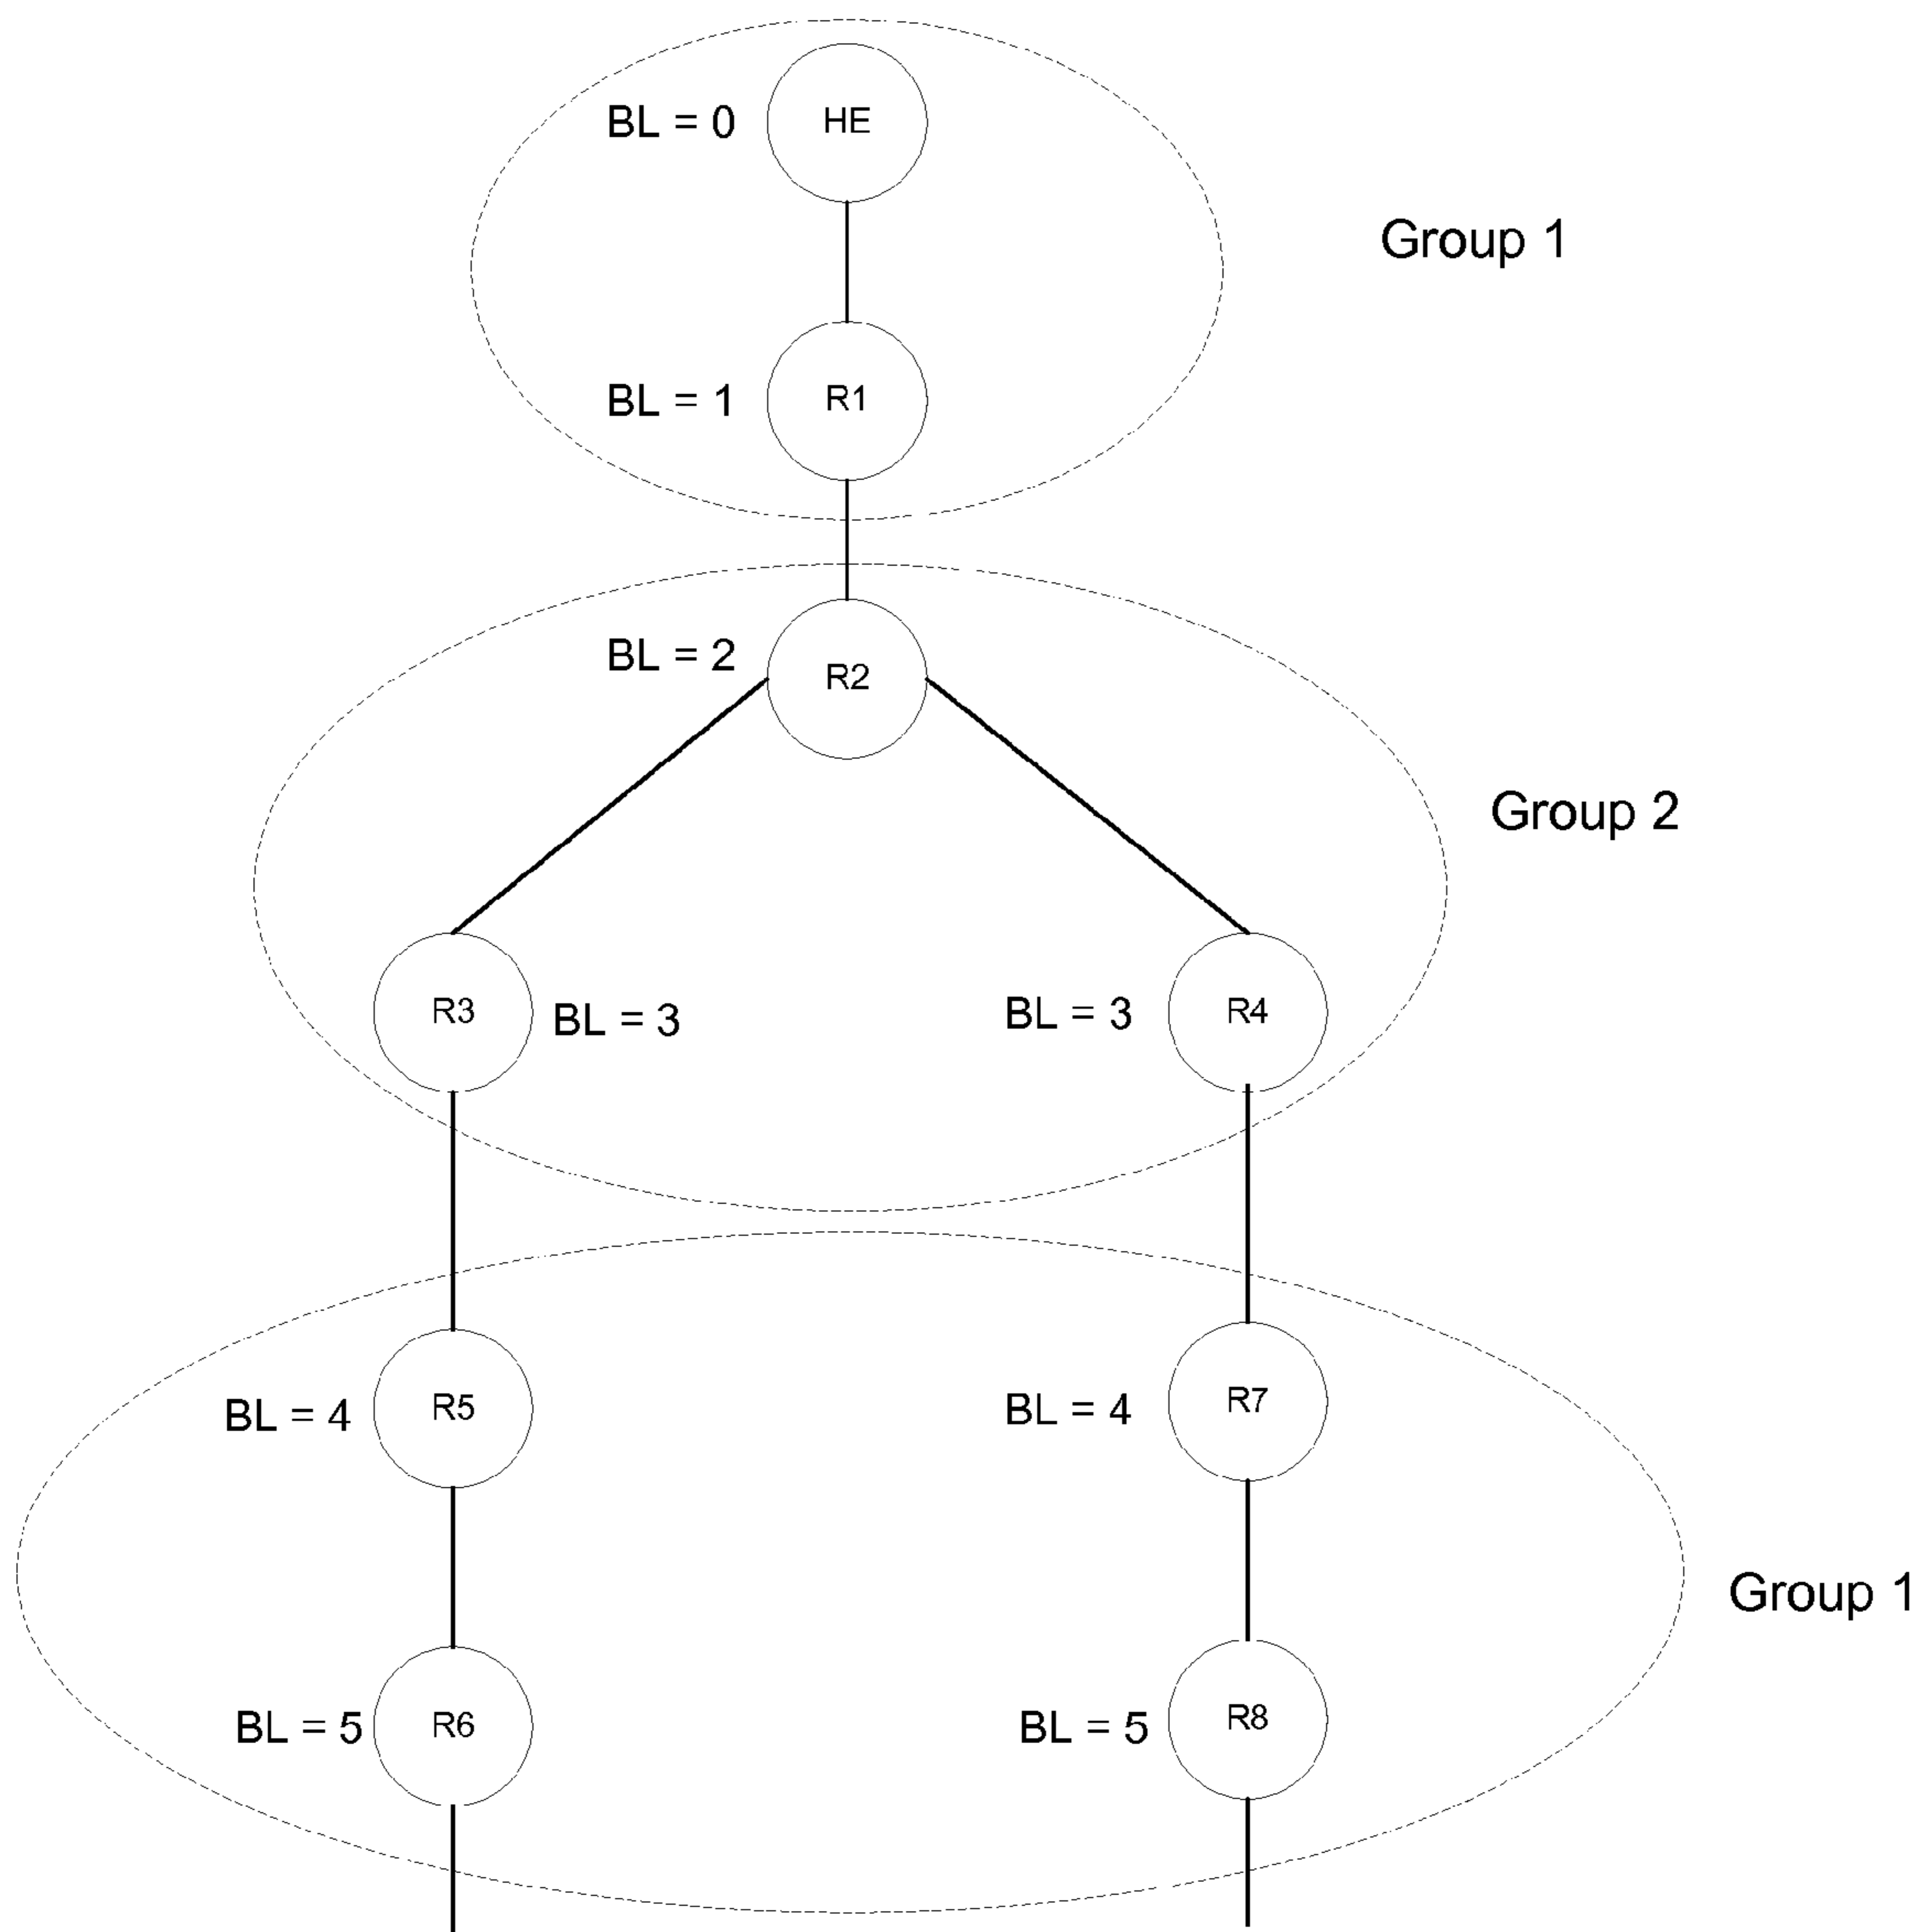 HE
BL = 0
Group 1
R1
BL = 1
BL = 2
R2
Group 2
R3
BL = 3
BL = 3
R4
BL = 4
R5
BL = 4
R7
Group 1
BL = 5
R6
BL = 5
R8